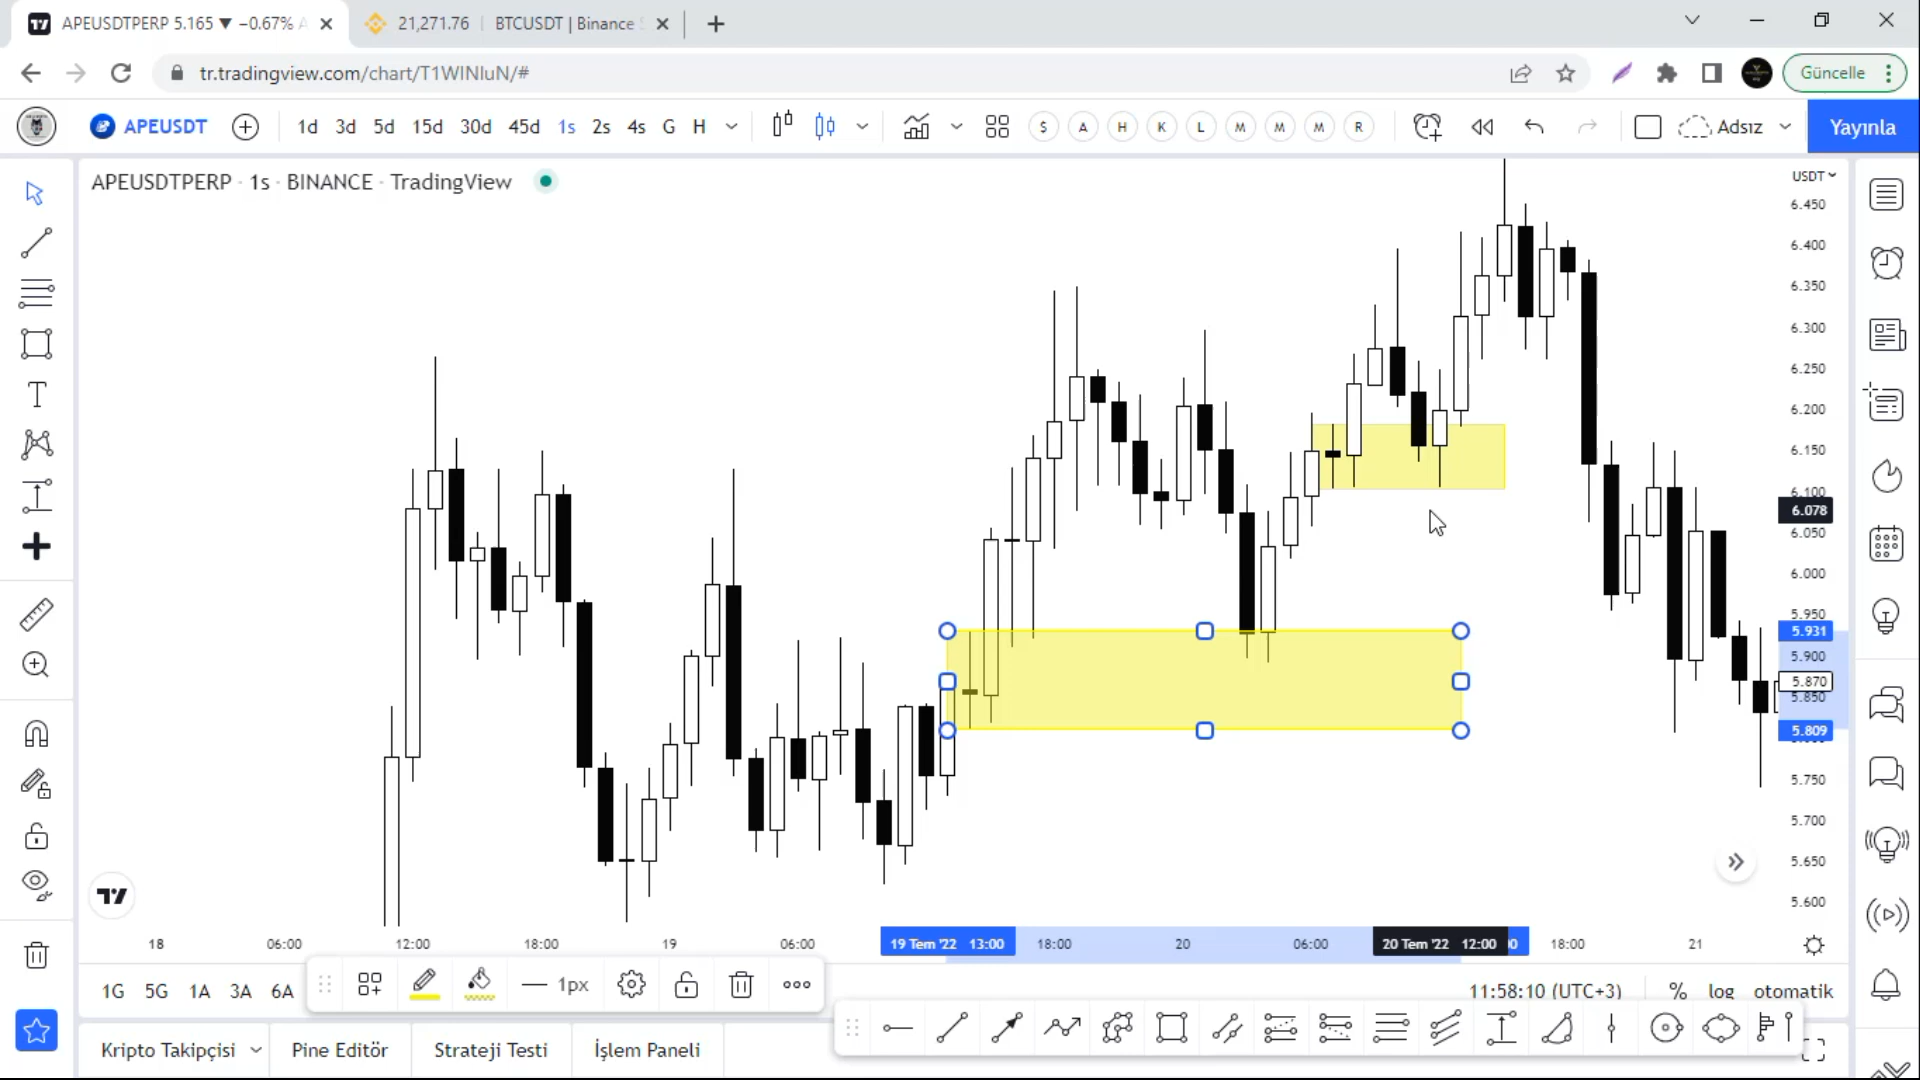 APEUSDTPERP 5.165 ▼ −0.67% A
21,271.76 | BTCUSDT | Binance S
tr.tradingview.com/chart/T1WINIuN/#
Güncelle
APEUSDT
1d 3d 5d 15d 30d 45d 1s 2s 4s G H
$ A H K L M M M R
Adsız
Yayınla
APEUSDTPERP · 1s · BINANCE · TradingView
USDT
6.450
6.400
6.350
6.300
6.250
6.200
6.150
6.100
6.078
6.050
6.000
5.950
5.931
5.900
5.870
5.850
5.809
5.750
5.700
5.650
5.600
18 06:00 12:00 18:00 19 06:00 19 Tem '22 13:00 18:00 20 06:00 20 Tem '22 12:00 18:00 21
1G 5G 1A 3A 6A
1px
11:58:10 (UTC+3) % log otomatik
Kripto Takipçisi Pine Editörü Strateji Testi İşlem Paneli